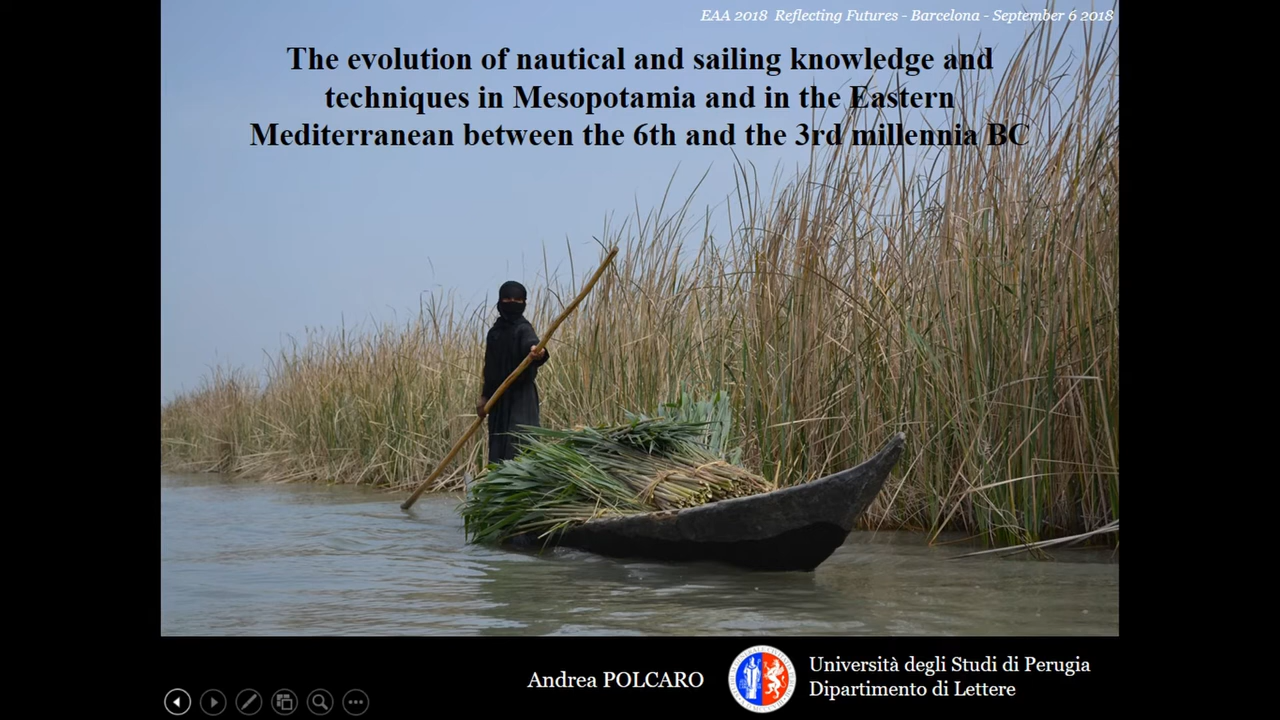 EAA 2018 Reflecting Futures - Barcelona - September 6 2018
The evolution of nautical and sailing knowledge and
techniques in Mesopotamia and in the Eastern
Mediterranean between the 6th and the 3rd millennia BC
Andrea POLCARO
Università degli Studi di Perugia
Dipartimento di Lettere